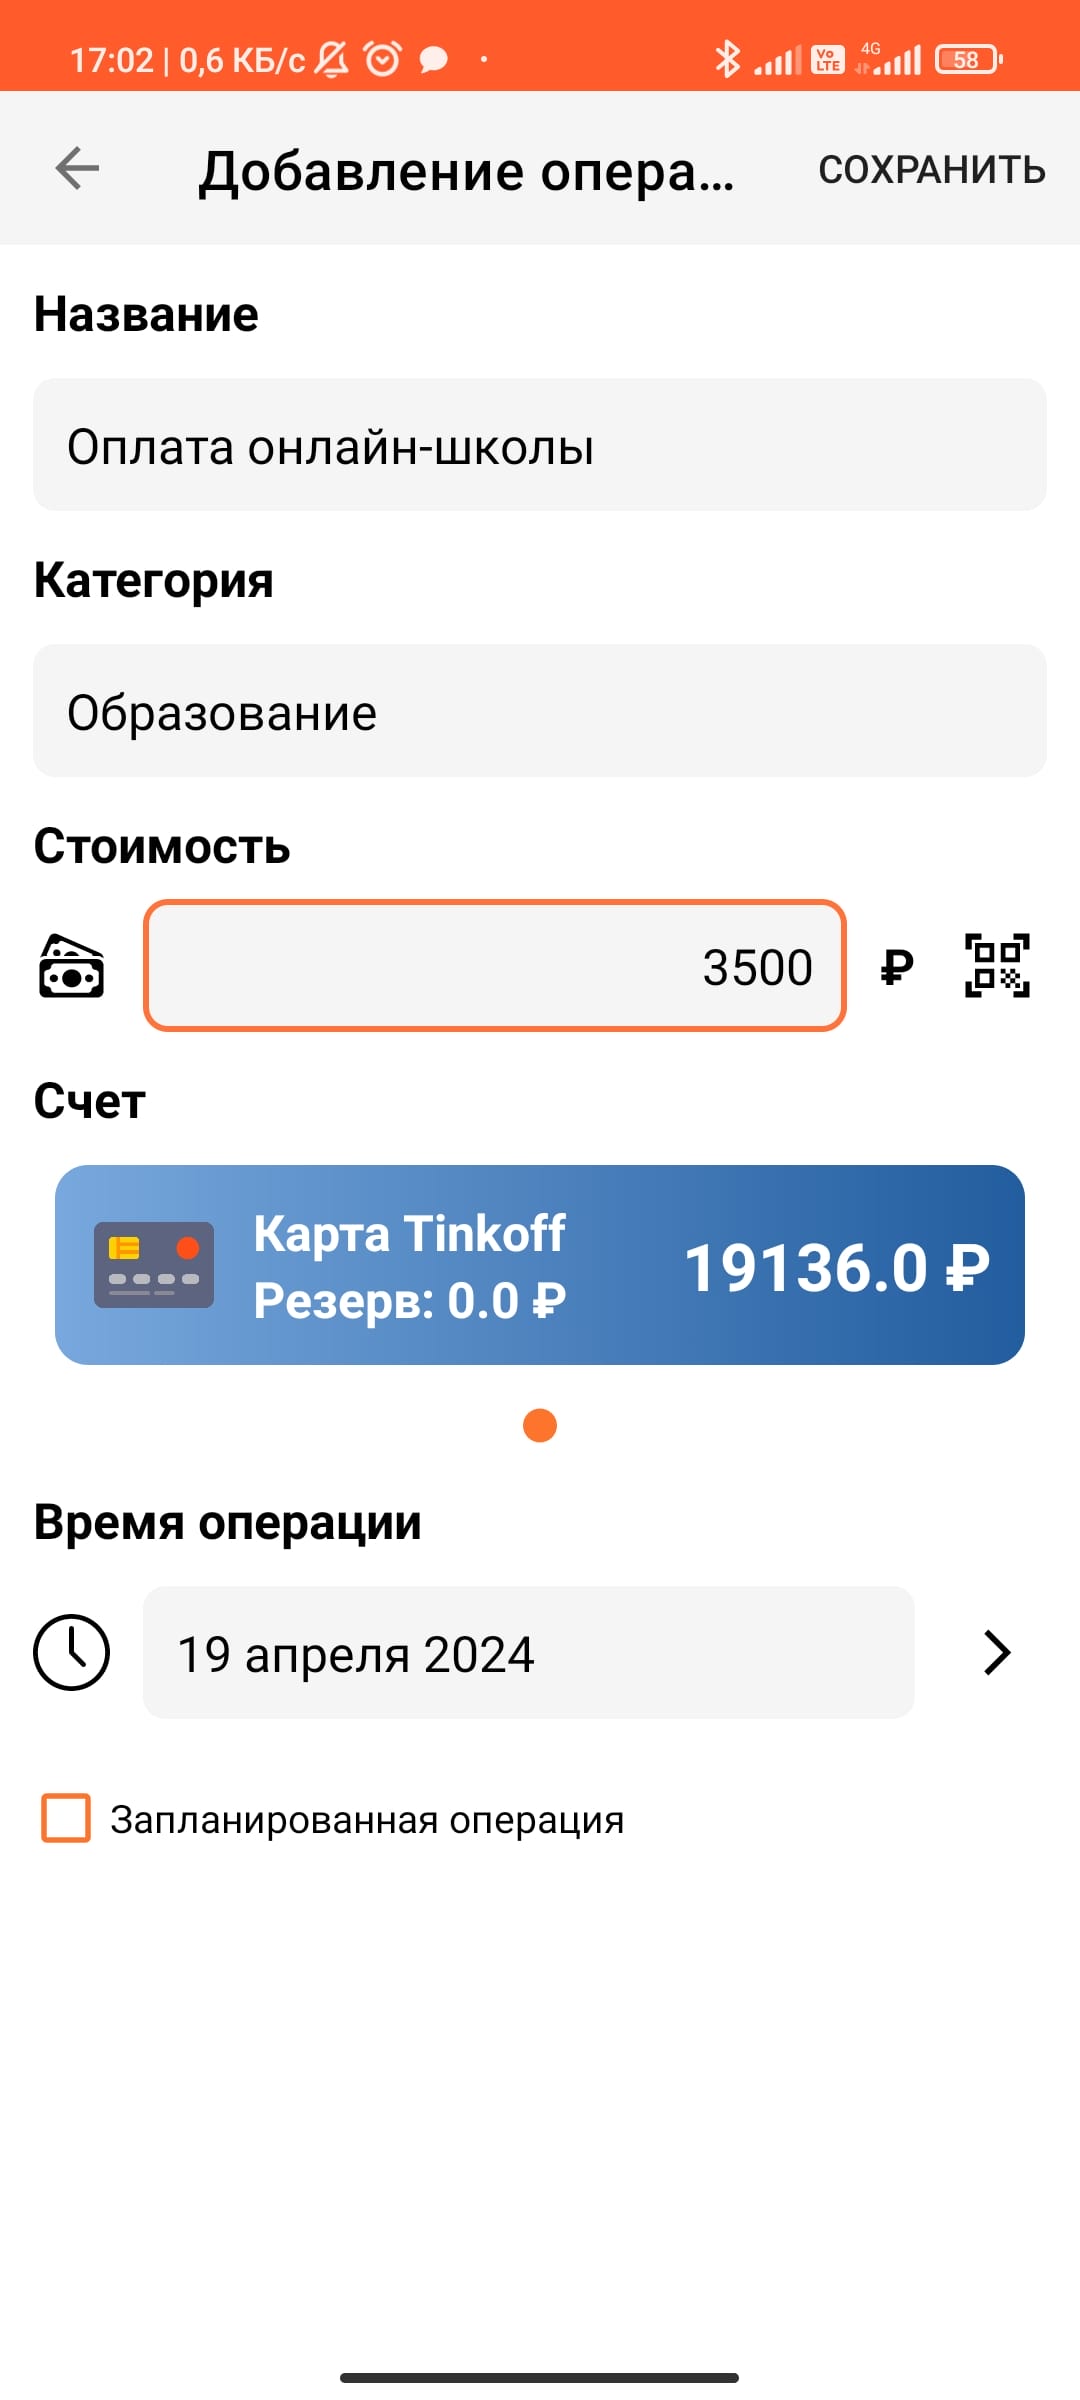 17:02 | 0,6 КБ/с
Vo LTE 4G 58
Добавление опера...
СОХРАНИТЬ
Название
Оплата онлайн-школы
Категория
Образование
Стоимость
3500 ₽
Счет
Карта Tinkoff
Резерв: 0.0 ₽
19136.0 ₽
Время операции
19 апреля 2024
Запланированная операция